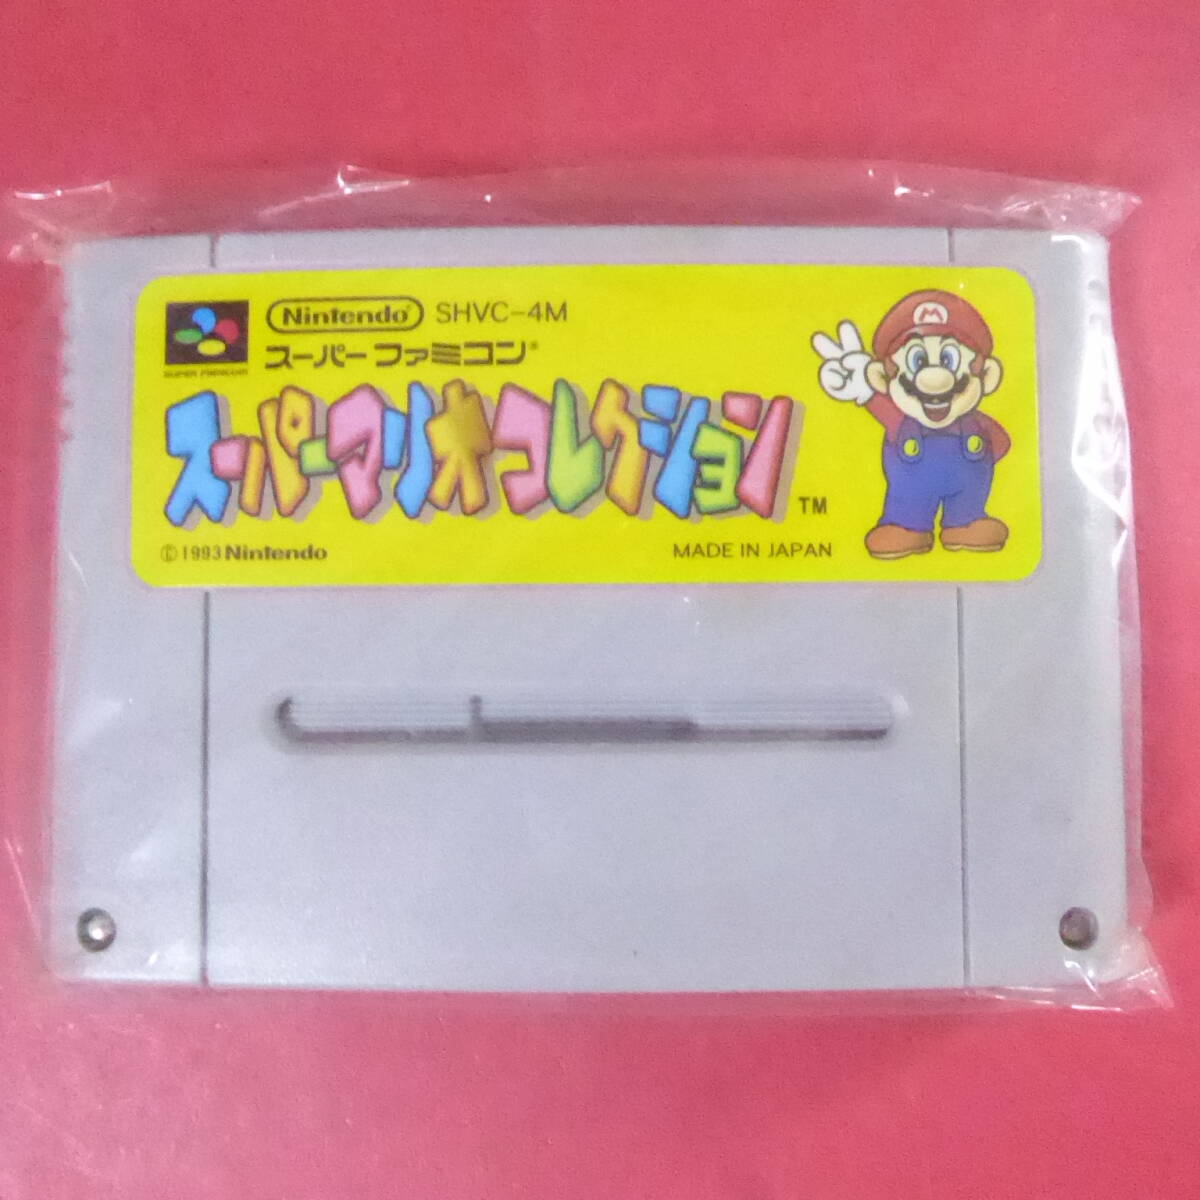 Nintendo® SHVC-4M
SUPER FAMICOM
スーパーファミコン®
スーパーマリオコレクション TM
©1993 Nintendo
MADE IN JAPAN
M